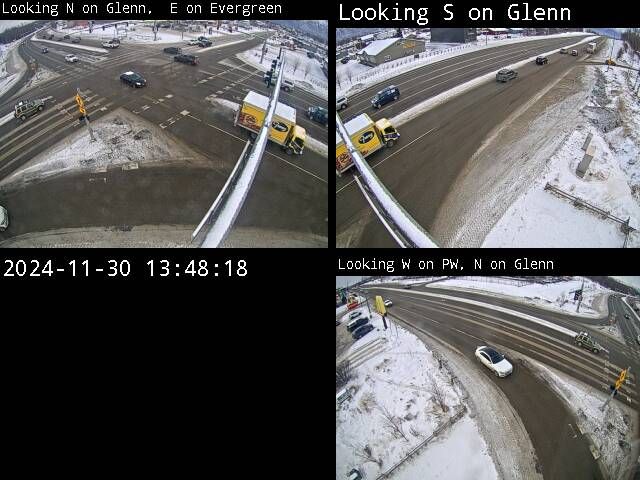 Looking N on Glenn,  E on Evergreen
Looking S on Glenn
2024-11-30 13:48:18
Looking W on PW, N on Glenn